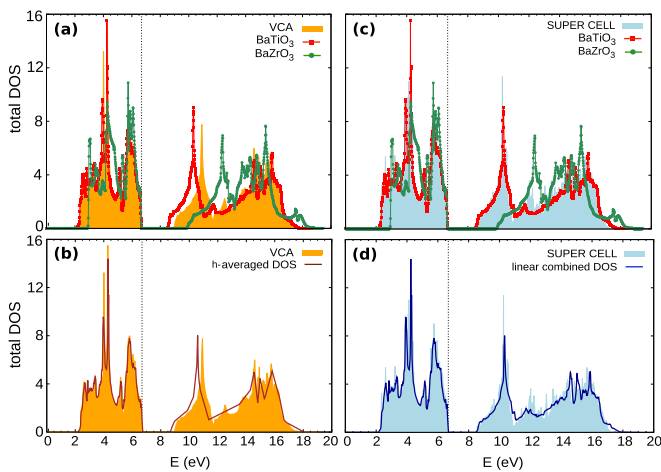 (a)
VCA
BaTiO3
BaZrO3
total DOS
16
12
8
4
0
(c)
SUPER CELL
BaTiO3
BaZrO3
(b)
VCA
h-averaged DOS
total DOS
16
12
8
4
0
0 2 4 6 8 10 12 14 16 18 20
E (eV)
(d)
SUPER CELL
linear combined DOS
0 2 4 6 8 10 12 14 16 18 20
E (eV)